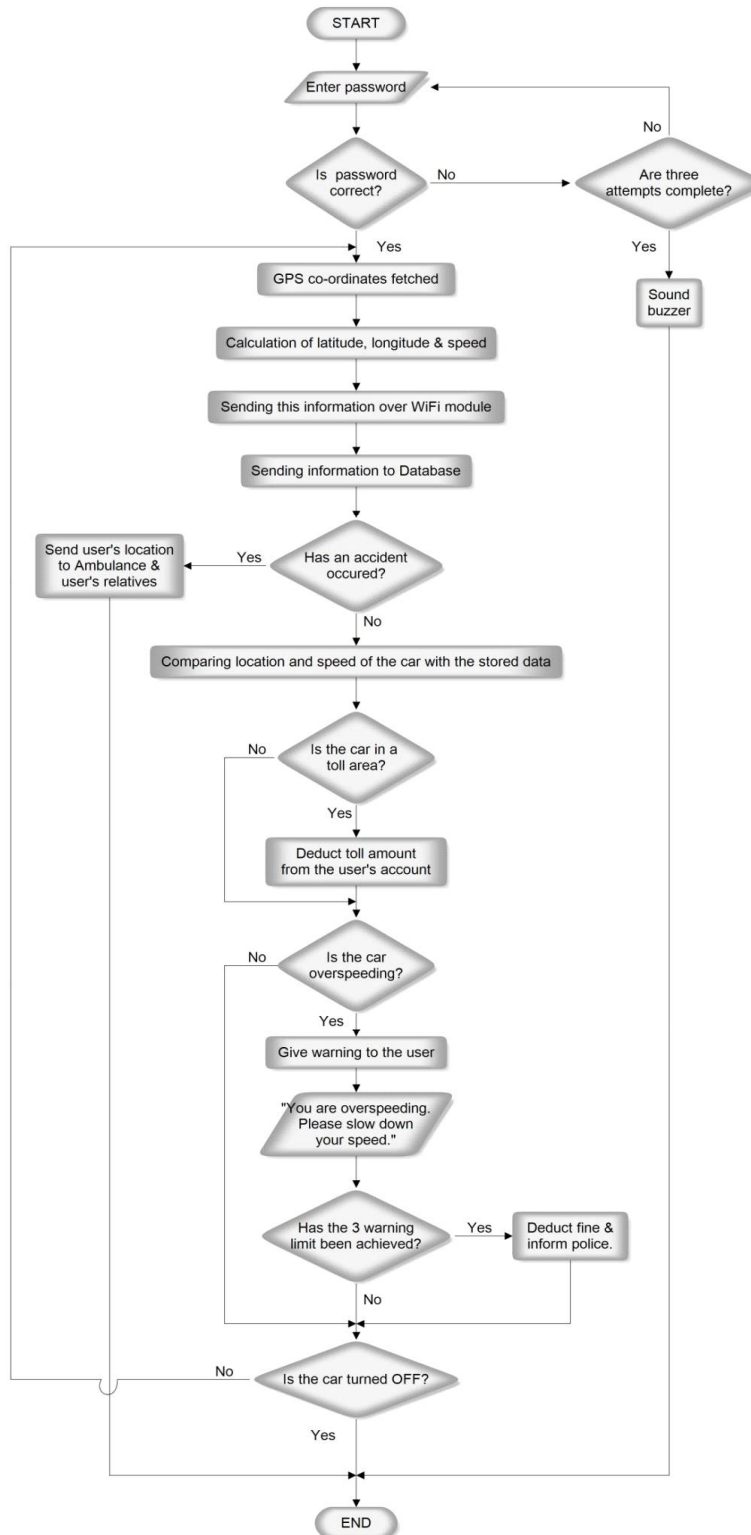 START
Enter password
No
Is password
correct?
No
Are three
attempts complete?
Yes
Yes
GPS co-ordinates fetched
Sound
buzzer
Calculation of latitude, longitude & speed
Sending this information over WiFi module
Sending information to Database
Send user's location
to Ambulance &
user's relatives
Yes
Has an accident
occured?
No
Comparing location and speed of the car with the stored data
No
Is the car in a
toll area?
Yes
Deduct toll amount
from the user's account
No
Is the car
overspeeding?
Yes
Give warning to the user
"You are overspeeding.
Please slow down
your speed."
Has the 3 warning
limit been achieved?
Yes
Deduct fine &
inform police.
No
No
Is the car turned OFF?
Yes
END